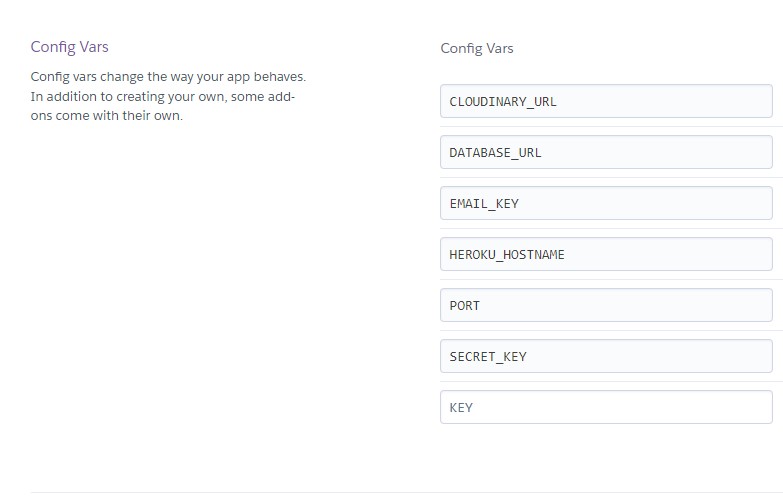 Config Vars
Config vars change the way your app behaves.
In addition to creating your own, some add-
ons come with their own.
Config Vars
CLOUDINARY_URL
DATABASE_URL
EMAIL_KEY
HEROKU_HOSTNAME
PORT
SECRET_KEY
KEY